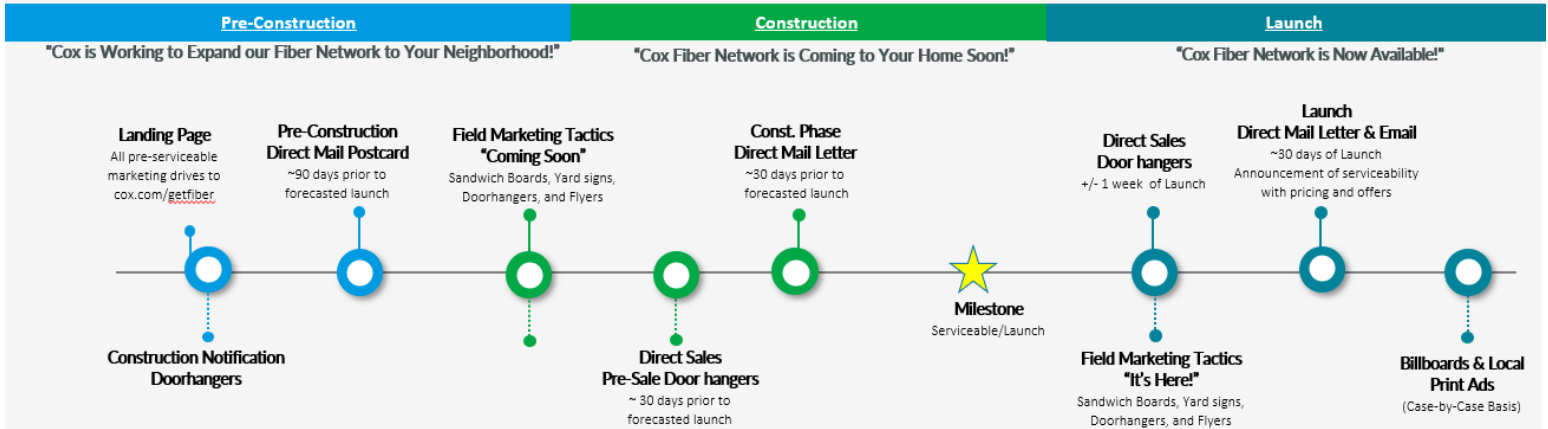 Pre-Construction
Construction
Launch
"Cox is Working to Expand our Fiber Network to Your Neighborhood!”
“Cox Fiber Network is Coming to Your Home Soon!”
“Cox Fiber Network is Now Available!"
Landing Page
All pre-serviceable
marketing drives to
cox.com/getfiber
Pre-Construction
Direct Mail Postcard
~90 days prior to
forecasted launch
Field Marketing Tactics
“Coming Soon”
Sandwich Boards, Yard signs,
Doorhangers, and Flyers
Const. Phase
Direct Mail Letter
~30 days prior to
forecasted launch
Direct Sales
Door hangers
+/- 1 week of Launch
Launch
Direct Mail Letter & Email
~30 days of Launch
Announcement of serviceability
with pricing and offers
Construction Notification
Doorhangers
Direct Sales
Pre-Sale Door hangers
~ 30 days prior to
forecasted launch
Milestone
Serviceable/Launch
Field Marketing Tactics
“It’s Here!”
Sandwich Boards, Yard signs,
Doorhangers, and Flyers
Billboards & Local
Print Ads
(Case-by-Case Basis)